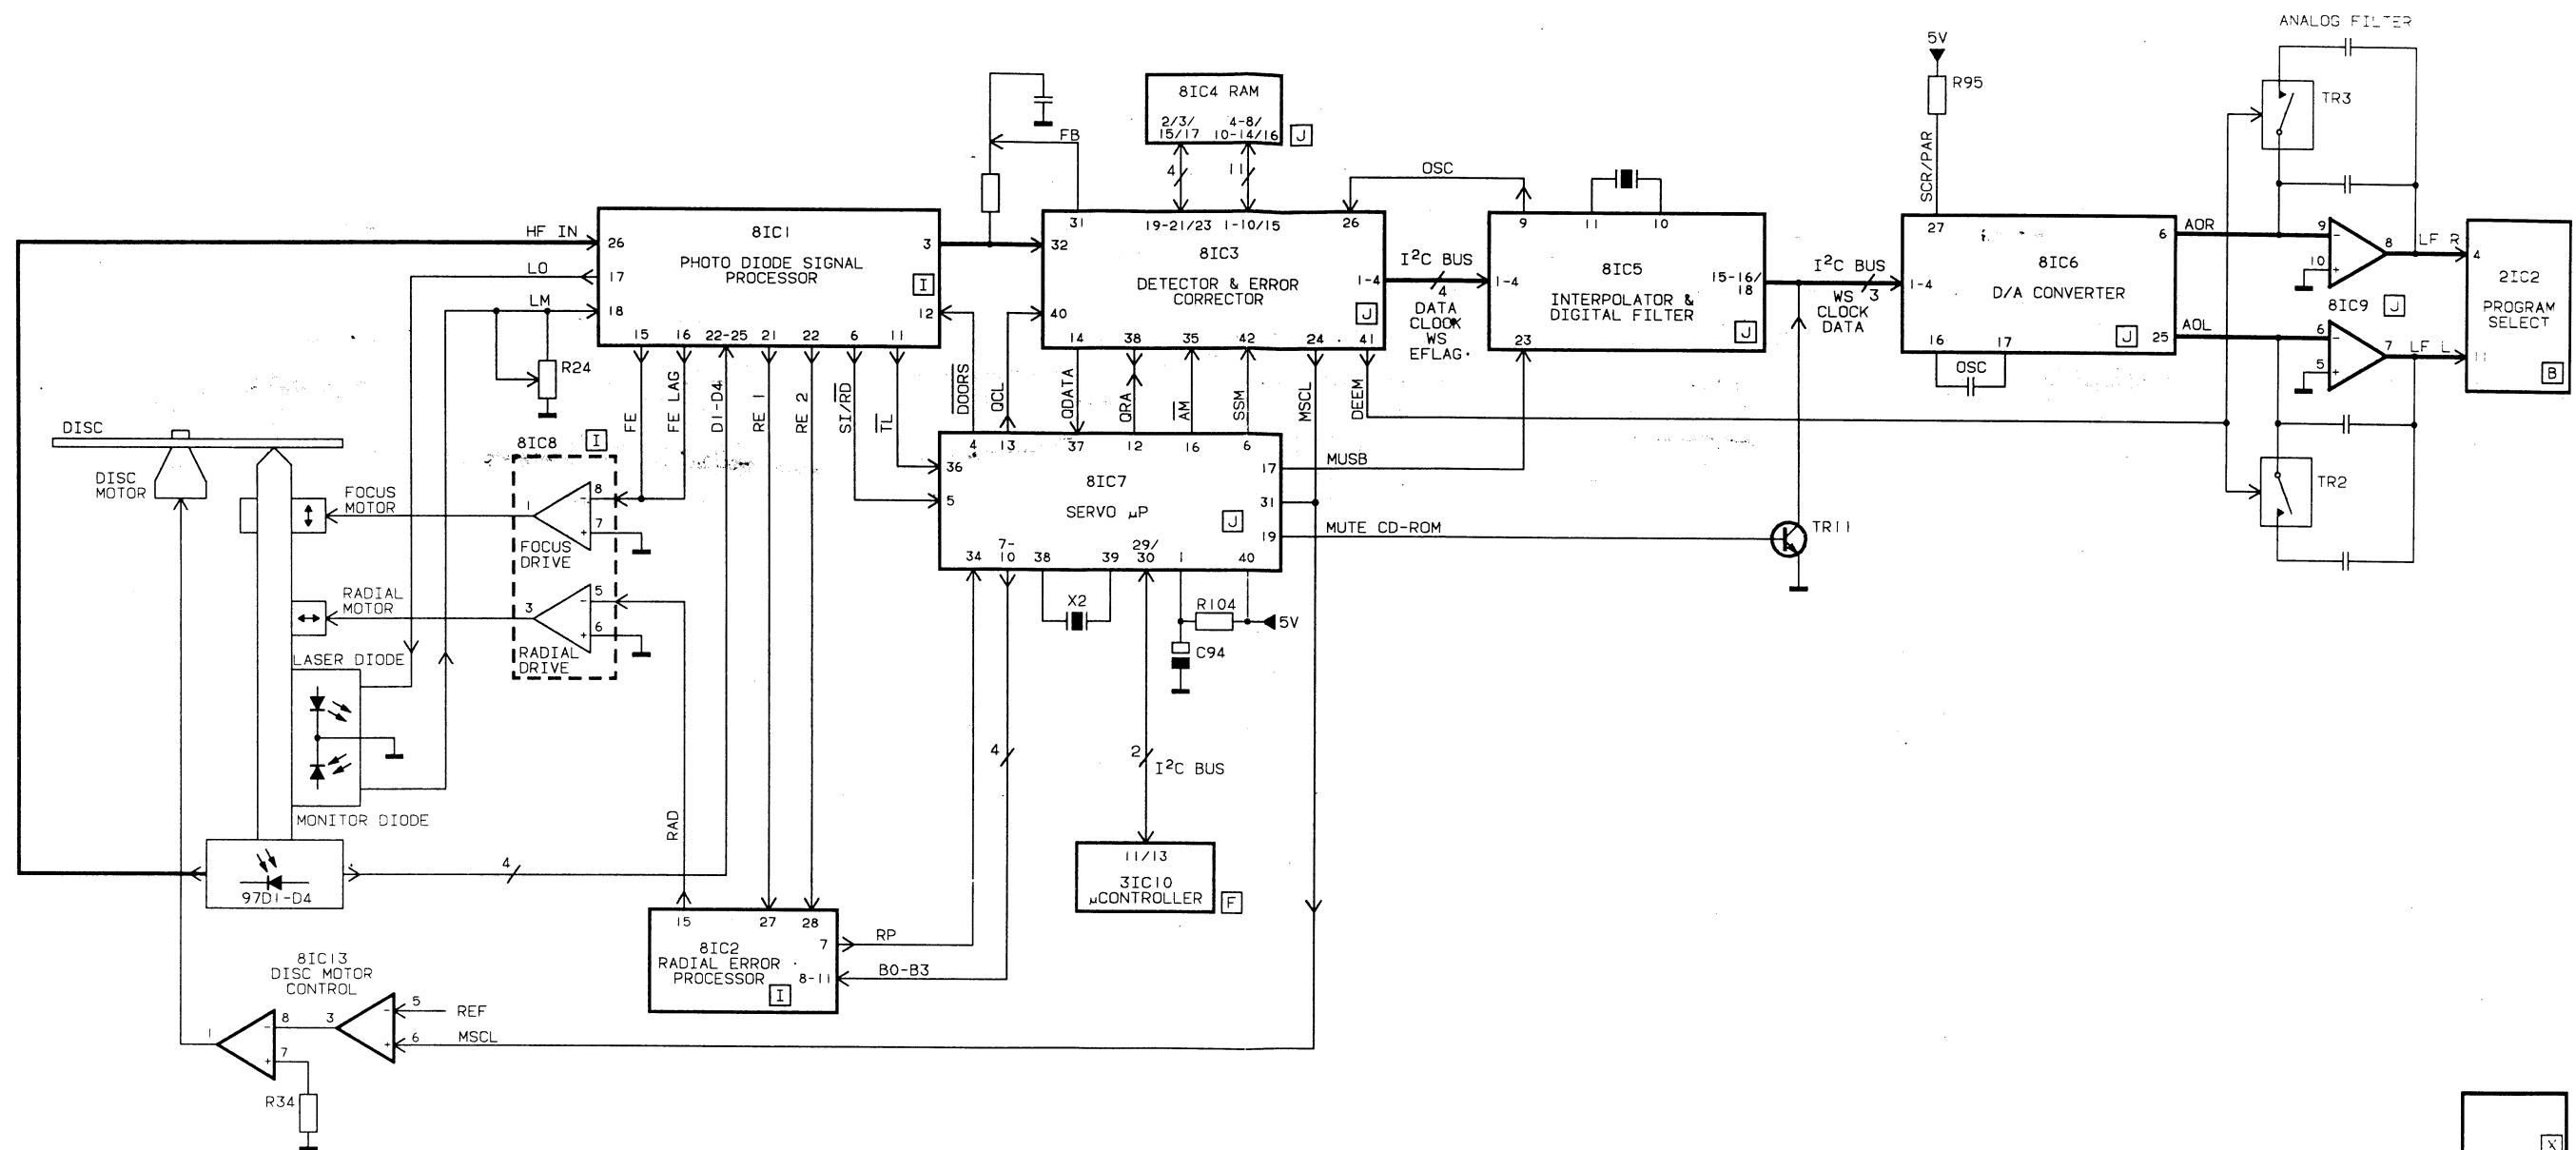 ANALOG FILTER
5V
R95
SCR/PAR
TR3
8IC4 RAM
2/3/ 4-8/
15/17 10-14/16
J
4
11
FB
OSC
HF IN
26
LO
17
LM
18
8IC1
PHOTO DIODE SIGNAL
PROCESSOR
I
3
12
15 16 22-25 21 22 6 11
R24
31
19-21/23 1-10/15
26
32
8IC3
DETECTOR & ERROR
CORRECTOR
J
1-4
40
14 38 35 42 24 41
I²C BUS
4
DATA
CLOCK
WS
EFLAG
9
11
10
1-4
8IC5
INTERPOLATOR &
DIGITAL FILTER
15-16/
18
J
23
I²C BUS
WS 3
CLOCK
DATA
27
6
1-4
8IC6
D/A CONVERTER
J
25
16
17
OSC
AOR
AOL
9
-
10
+
8
LF R
8IC9
J
6
-
5
+
7
LF L
4
2IC2
PROGRAM
SELECT
11
B
TR2
FE
FE LAG
D1-D4
RE 1
RE 2
SI/RD
TL
DOORS
QCL
QDATA
QRA
AM
SSM
MSCL
DEEM
DISC
DISC
MOTOR
FOCUS
MOTOR
RADIAL
MOTOR
8IC8
I
1
8
-
7
+
FOCUS
DRIVE
3
5
-
6
+
RADIAL
DRIVE
LASER DIODE
MONITOR DIODE
97D1-D4
4
4 13 37 12 16 6
36
5
8IC7
SERVO µP
J
17
31
19
34
7-
10
38
39
29/
30
1
40
MUSB
MUTE CD-ROM
TR11
X2
R104
5V
C94
4
2
I²C BUS
11/13
3IC10
µCONTROLLER
F
RAD
15 27 28
8IC2
RADIAL ERROR
PROCESSOR
I
7
8-11
RP
B0-B3
8IC13
DISC MOTOR
CONTROL
1
8
-
7
+
3
5
-
6
+
REF
MSCL
R34
X